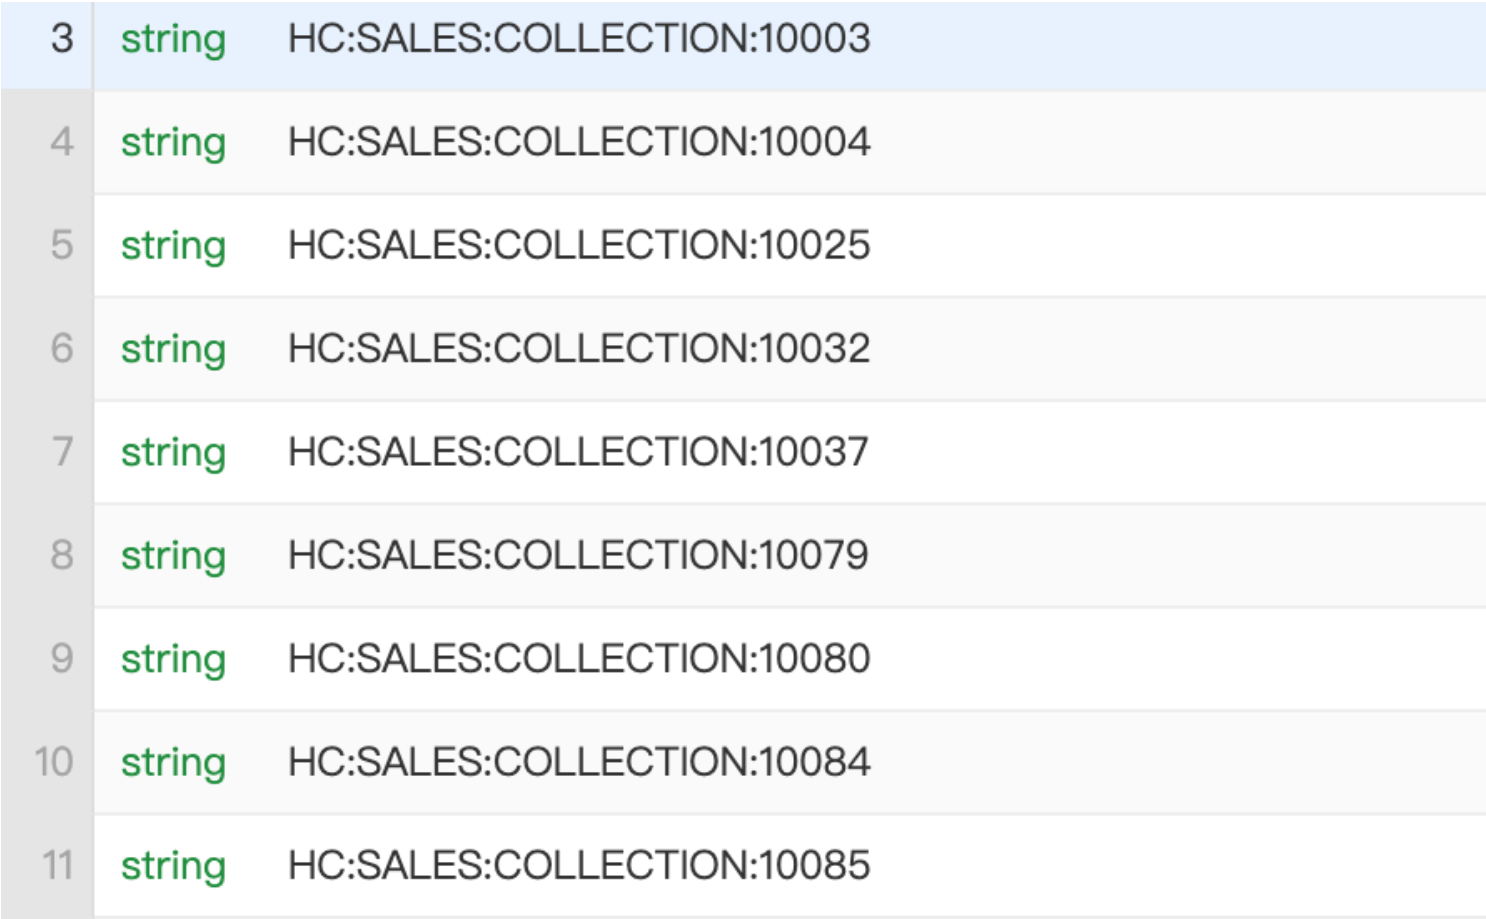 3 string HC:SALES:COLLECTION:10003
4 string HC:SALES:COLLECTION:10004
5 string HC:SALES:COLLECTION:10025
6 string HC:SALES:COLLECTION:10032
7 string HC:SALES:COLLECTION:10037
8 string HC:SALES:COLLECTION:10079
9 string HC:SALES:COLLECTION:10080
10 string HC:SALES:COLLECTION:10084
11 string HC:SALES:COLLECTION:10085